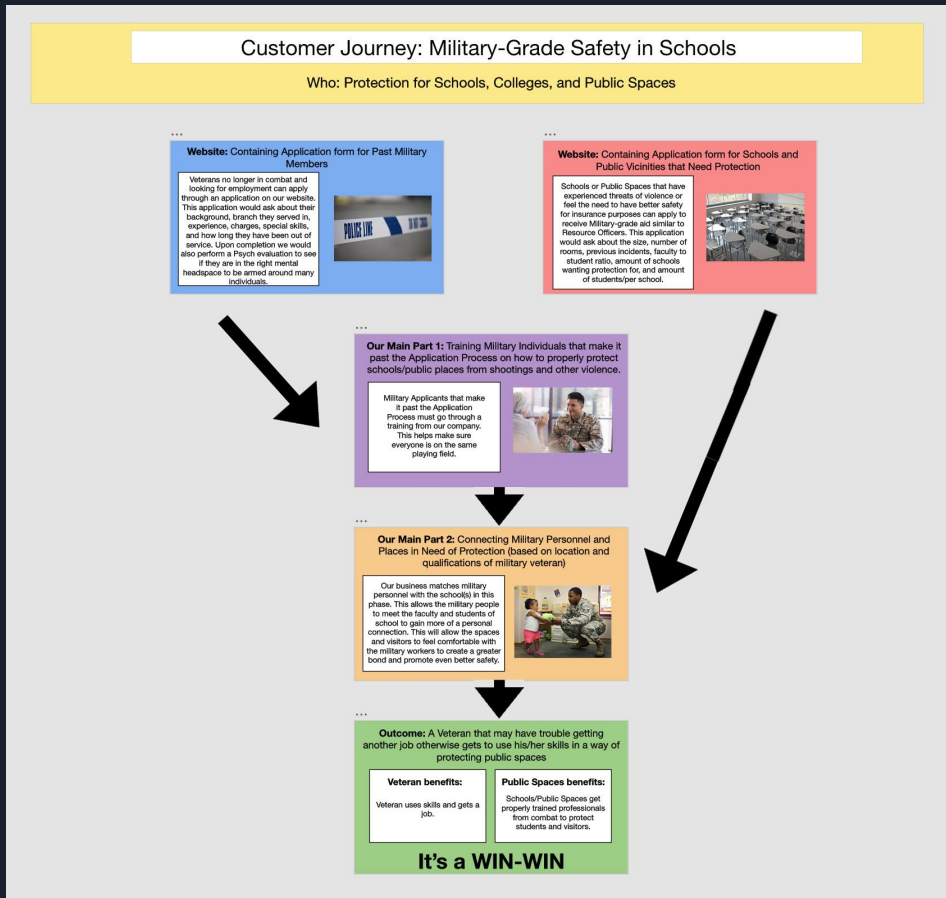 Customer Journey: Military-Grade Safety in Schools
Who: Protection for Schools, Colleges, and Public Spaces
Website: Containing Application form for Past Military
Members
Veterans no longer in combat and
looking for employment can apply
through an application on our website.
This application would ask about their
background, branch they served in,
experience, charges, special skills,
and how long they have been out of
service. Upon completion we would
also perform a Psych evaluation to see
if they are in the right mental
headspace to be armed around many
individuals.
POLICE LINE
DO NOT CROSS
Website: Containing Application form for Schools and
Public Vicinities that Need Protection
Schools or Public Spaces that have
experienced threats of violence or
feel the need to have better safety
for insurance purposes can apply to
receive Military-grade aid similar to
Resource Officers. This application
would ask about the size, number of
rooms, previous incidents, faculty to
student ratio, amount of schools
wanting protection for, and amount
of students/per school.
Our Main Part 1: Training Military Individuals that make it
past the Application Process on how to properly protect
schools/public places from shootings and other violence.
Military Applicants that make
it past the Application
Process must go through a
training from our company.
This helps make sure
everyone is on the same
playing field.
Our Main Part 2: Connecting Military Personnel and
Places in Need of Protection (based on location and
qualifications of military veteran)
Our business matches military
personnel with the school(s) in this
phase. This allows the military people
to meet the faculty and students of
school to gain more of a personal
connection. This will allow the spaces
and visitors to feel comfortable with
the military workers to create a greater
bond and promote even better safety.
Outcome: A Veteran that may have trouble getting
another job otherwise gets to use his/her skills in a way of
protecting public spaces
Veteran benefits:
Veteran uses skills and gets a
job.
Public Spaces benefits:
Schools/Public Spaces get
properly trained professionals
from combat to protect
students and visitors.
It's a WIN-WIN